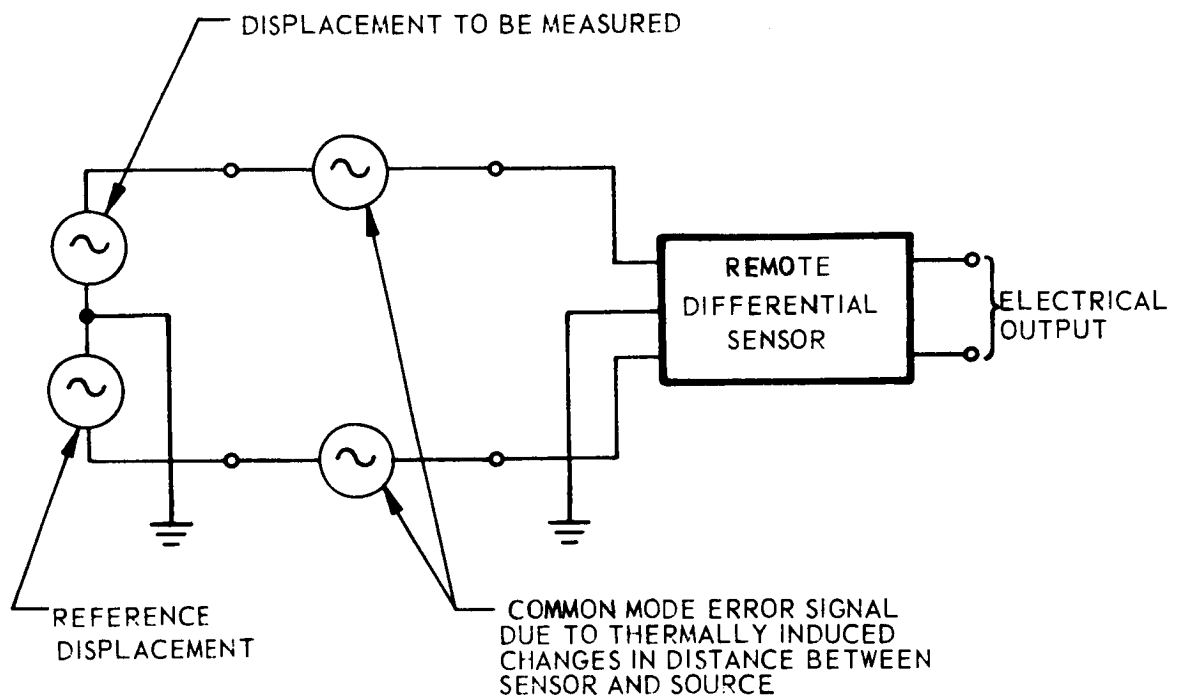 DISPLACEMENT TO BE MEASURED
REMOTE
DIFFERENTIAL
SENSOR
ELECTRICAL
OUTPUT
REFERENCE
DISPLACEMENT
COMMON MODE ERROR SIGNAL
DUE TO THERMALLY INDUCED
CHANGES IN DISTANCE BETWEEN
SENSOR AND SOURCE